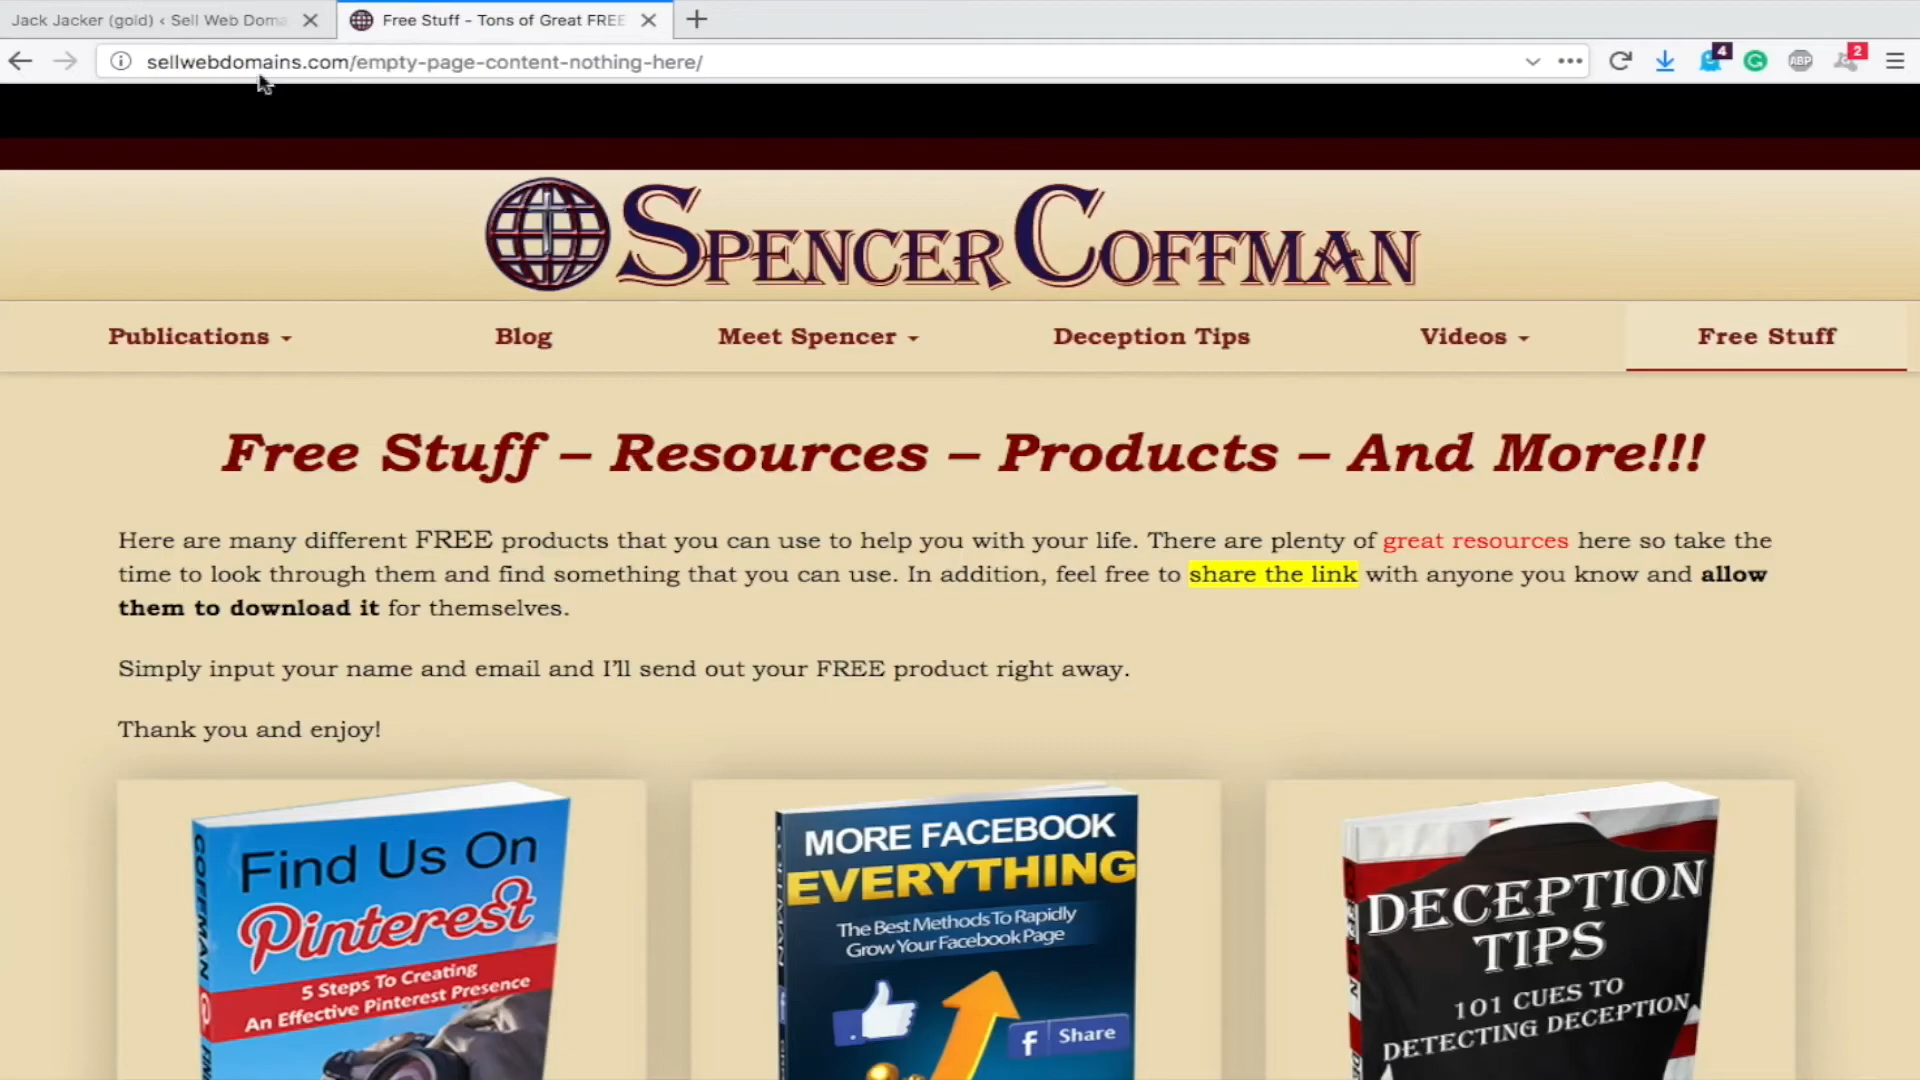 Jack Jacker (gold) ‹ Sell Web Doma
Free Stuff - Tons of Great FREE
sellwebdomains.com/empty-page-content-nothing-here/
4
ABP
2
SPENCER COFFMAN
Publications
Blog
Meet Spencer
Deception Tips
Videos
Free Stuff
Free Stuff – Resources – Products – And More!!!
Here are many different FREE products that you can use to help you with your life. There are plenty of great resources here so take the
time to look through them and find something that you can use. In addition, feel free to share the link with anyone you know and allow
them to download it for themselves.
Simply input your name and email and I'll send out your FREE product right away.
Thank you and enjoy!
COFFMAN
Find Us On
Pinterest
5 Steps To Creating
An Effective Pinterest Presence
MORE FACEBOOK
EVERYTHING
The Best Methods To Rapidly
Grow Your Facebook Page
f Share
DECEPTION
TIPS
101 CUES TO
DETECTING DECEPTION